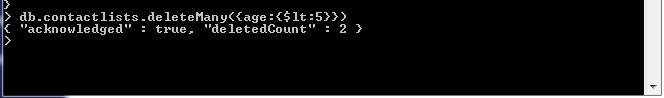 }
> db.contactlists.deleteMany({age:{$lt:5}})
{ "acknowledged" : true, "deletedCount" : 2 }
>